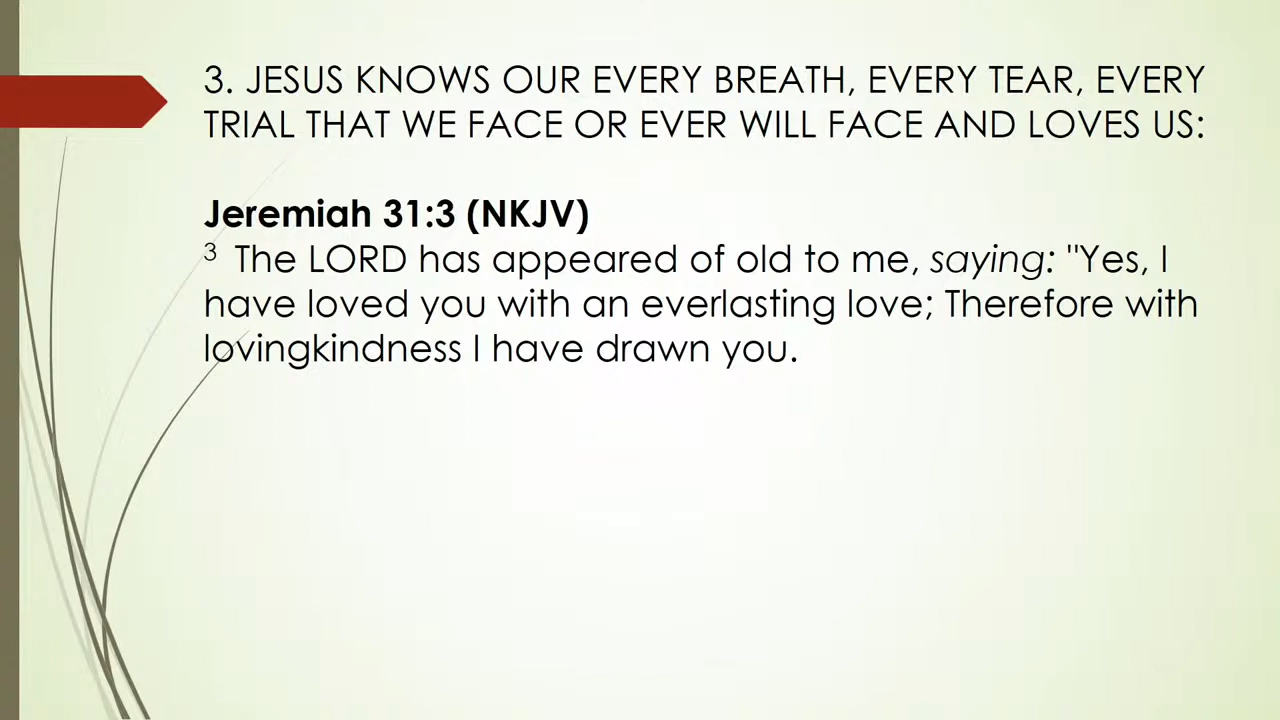 3. JESUS KNOWS OUR EVERY BREATH, EVERY TEAR, EVERY
TRIAL THAT WE FACE OR EVER WILL FACE AND LOVES US:
Jeremiah 31:3 (NKJV)
3 The LORD has appeared of old to me, saying: "Yes, I
have loved you with an everlasting love; Therefore with
lovingkindness I have drawn you.